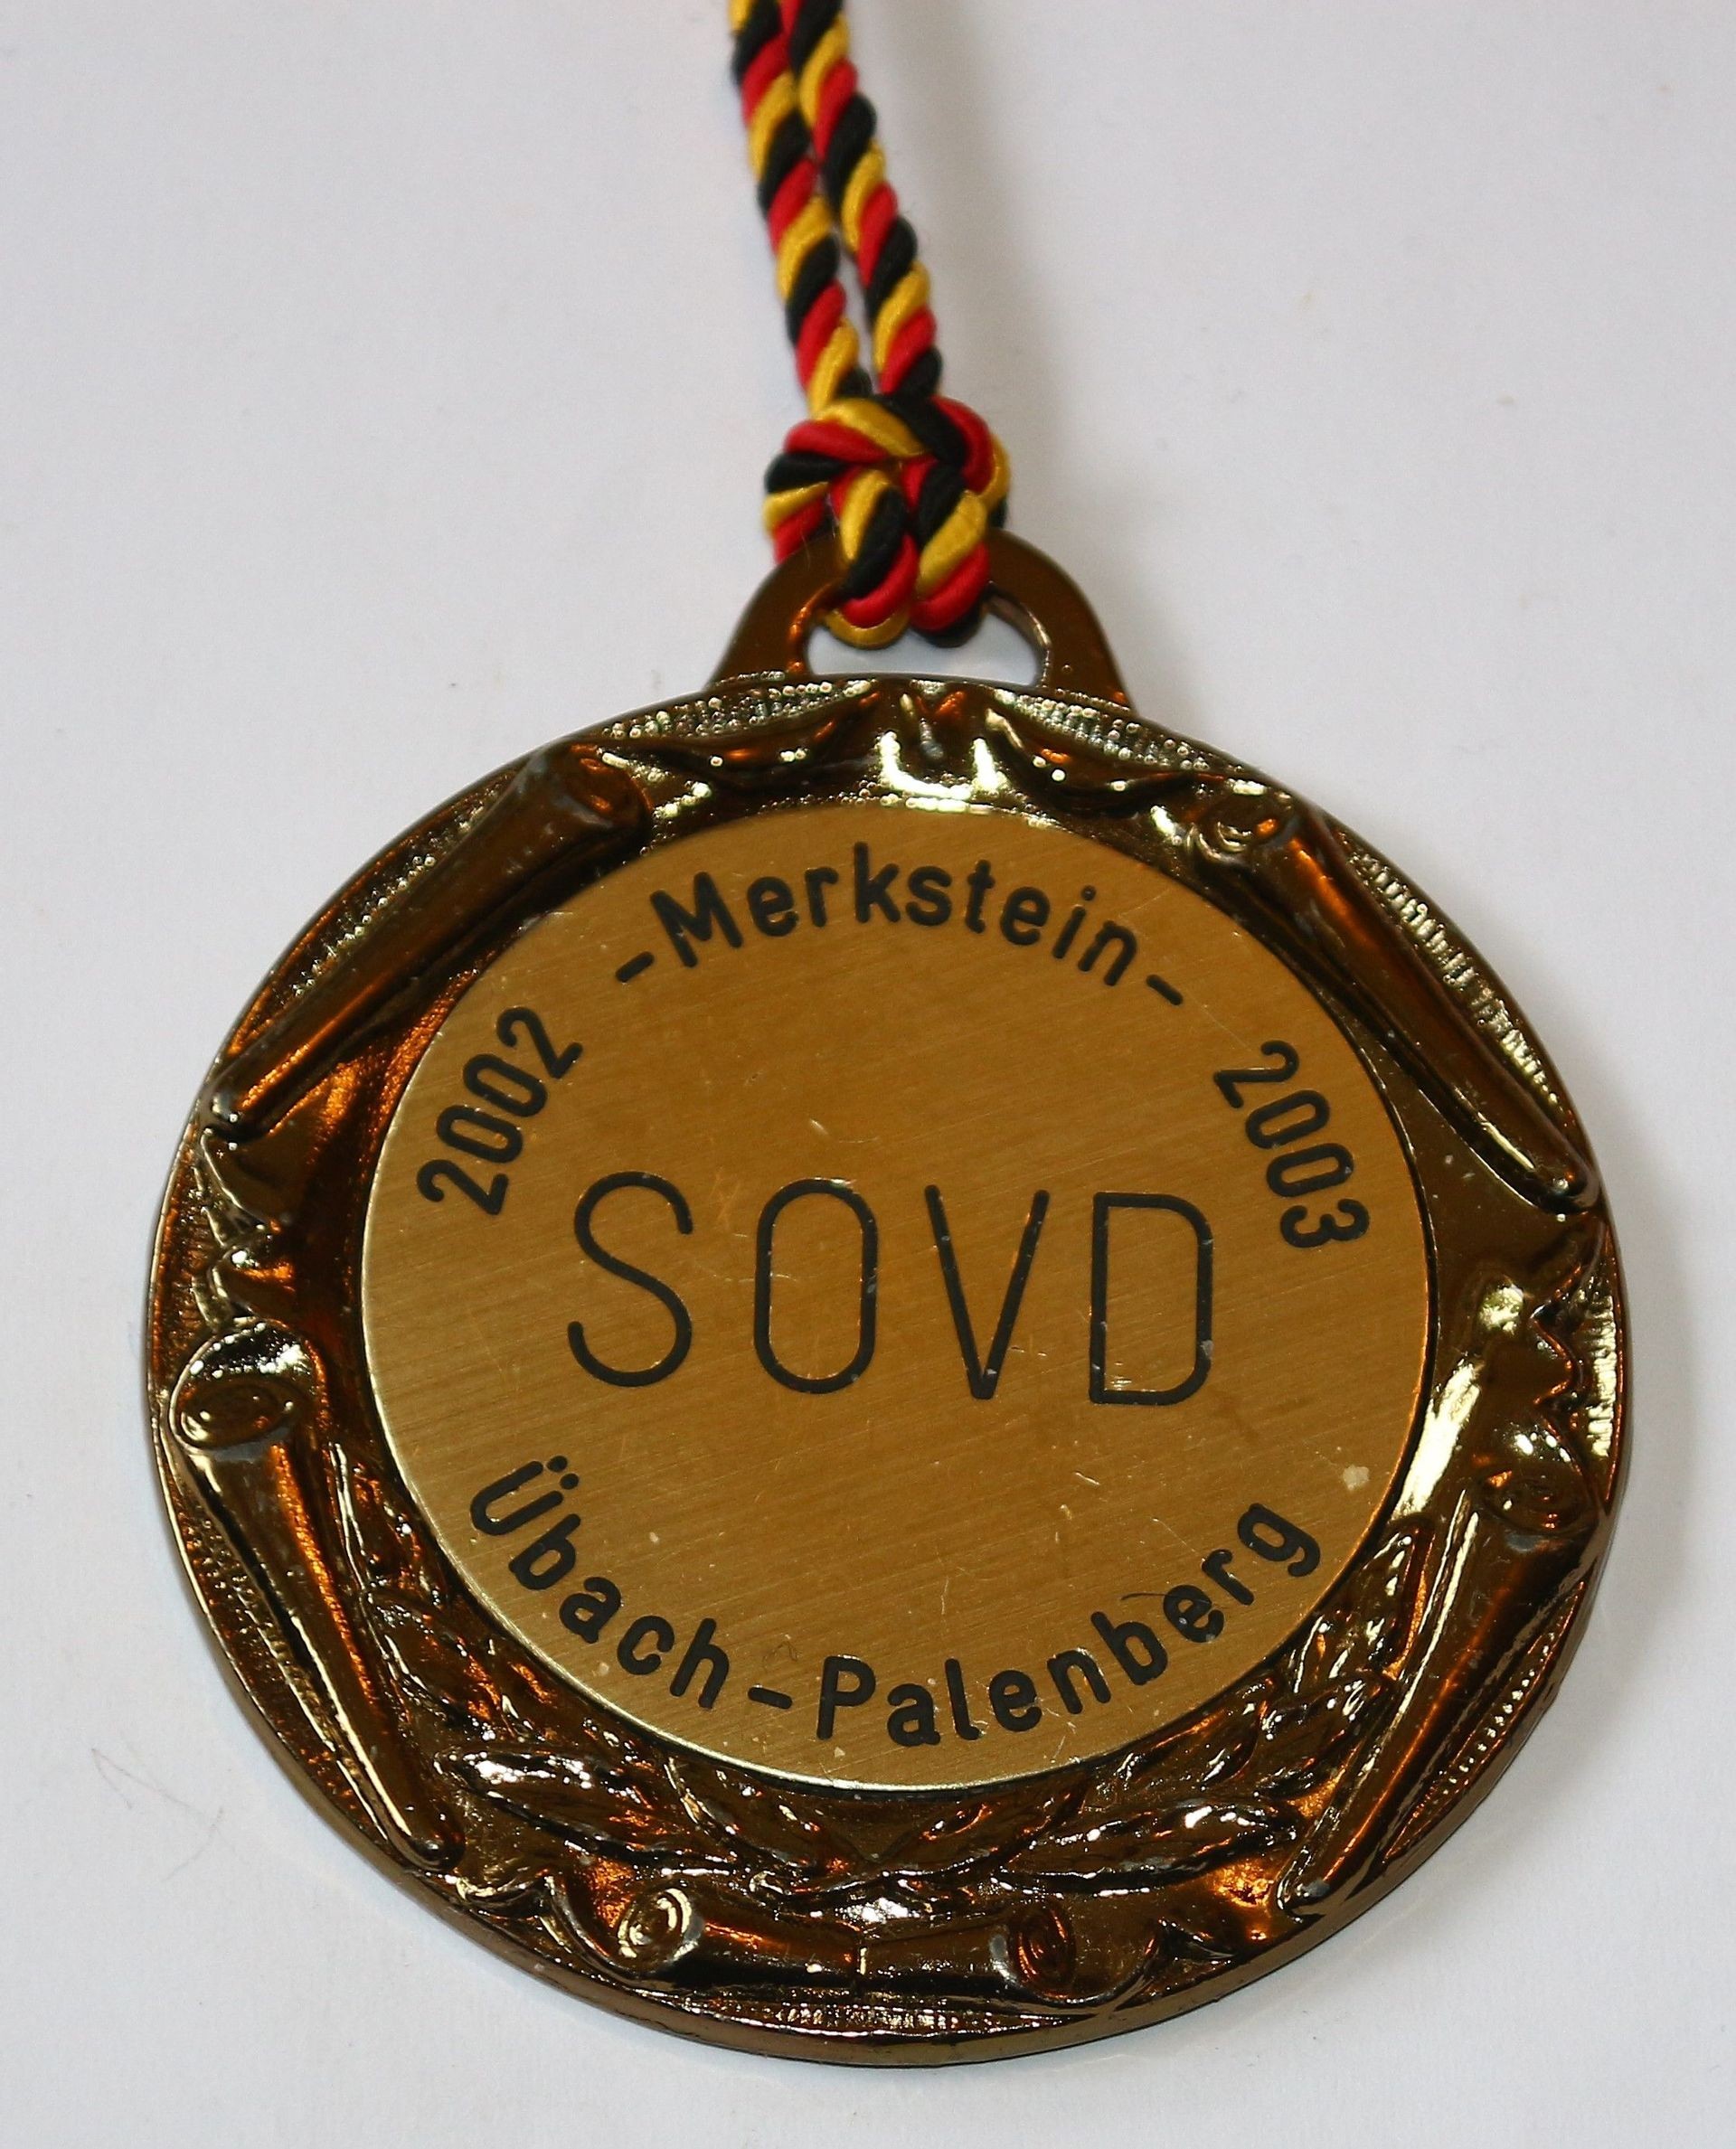 -Merkstein-
2002
2003
SOVD
Übach-Palenberg